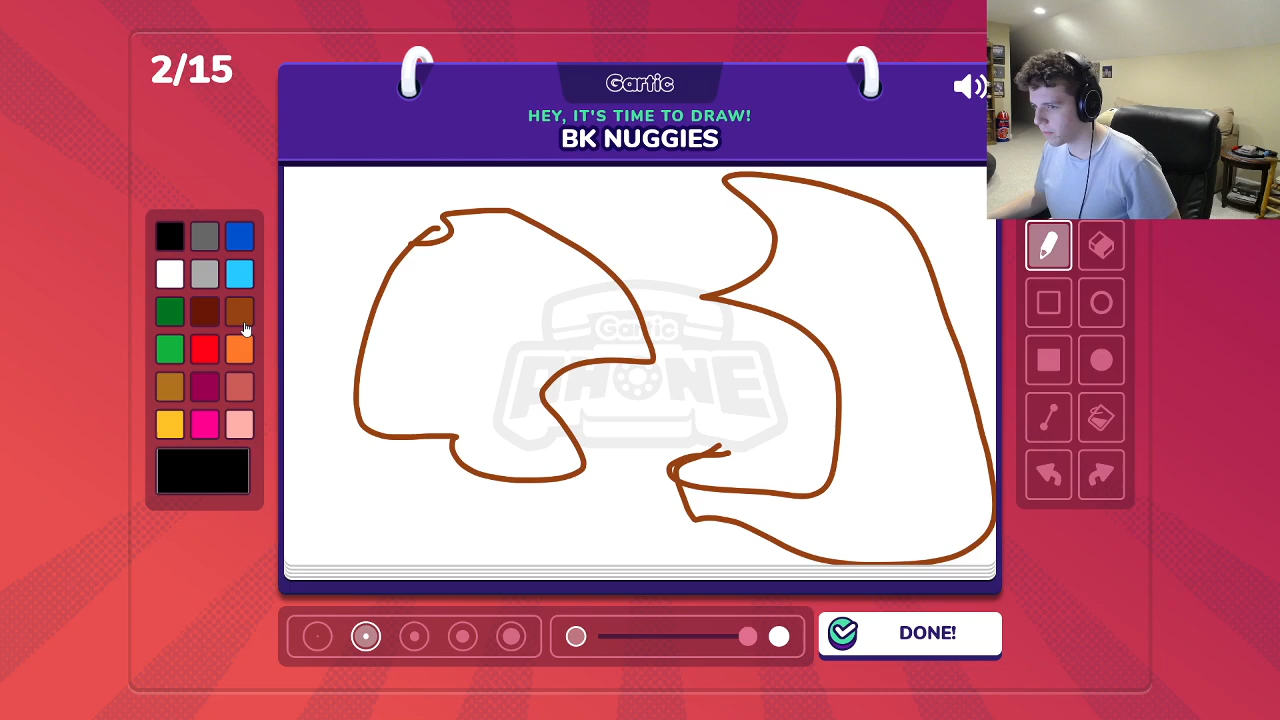 2/15
Gartic
HEY, IT'S TIME TO DRAW!
BK NUGGIES
Gartic
PHONE
DONE!